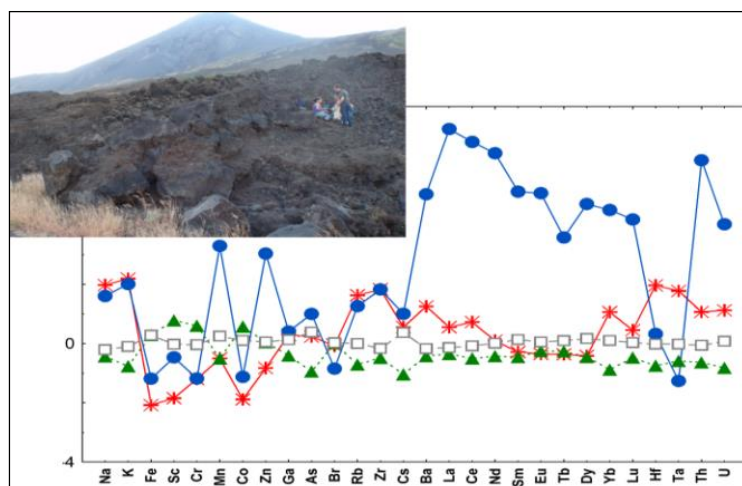 0
-4
Na K Fe Sc Cr Mn Co Zn Ga As Br Rb Zr Cs Ba La Ce Nd Sm Eu Tb Dy Yb Lu Hf Ta Th U